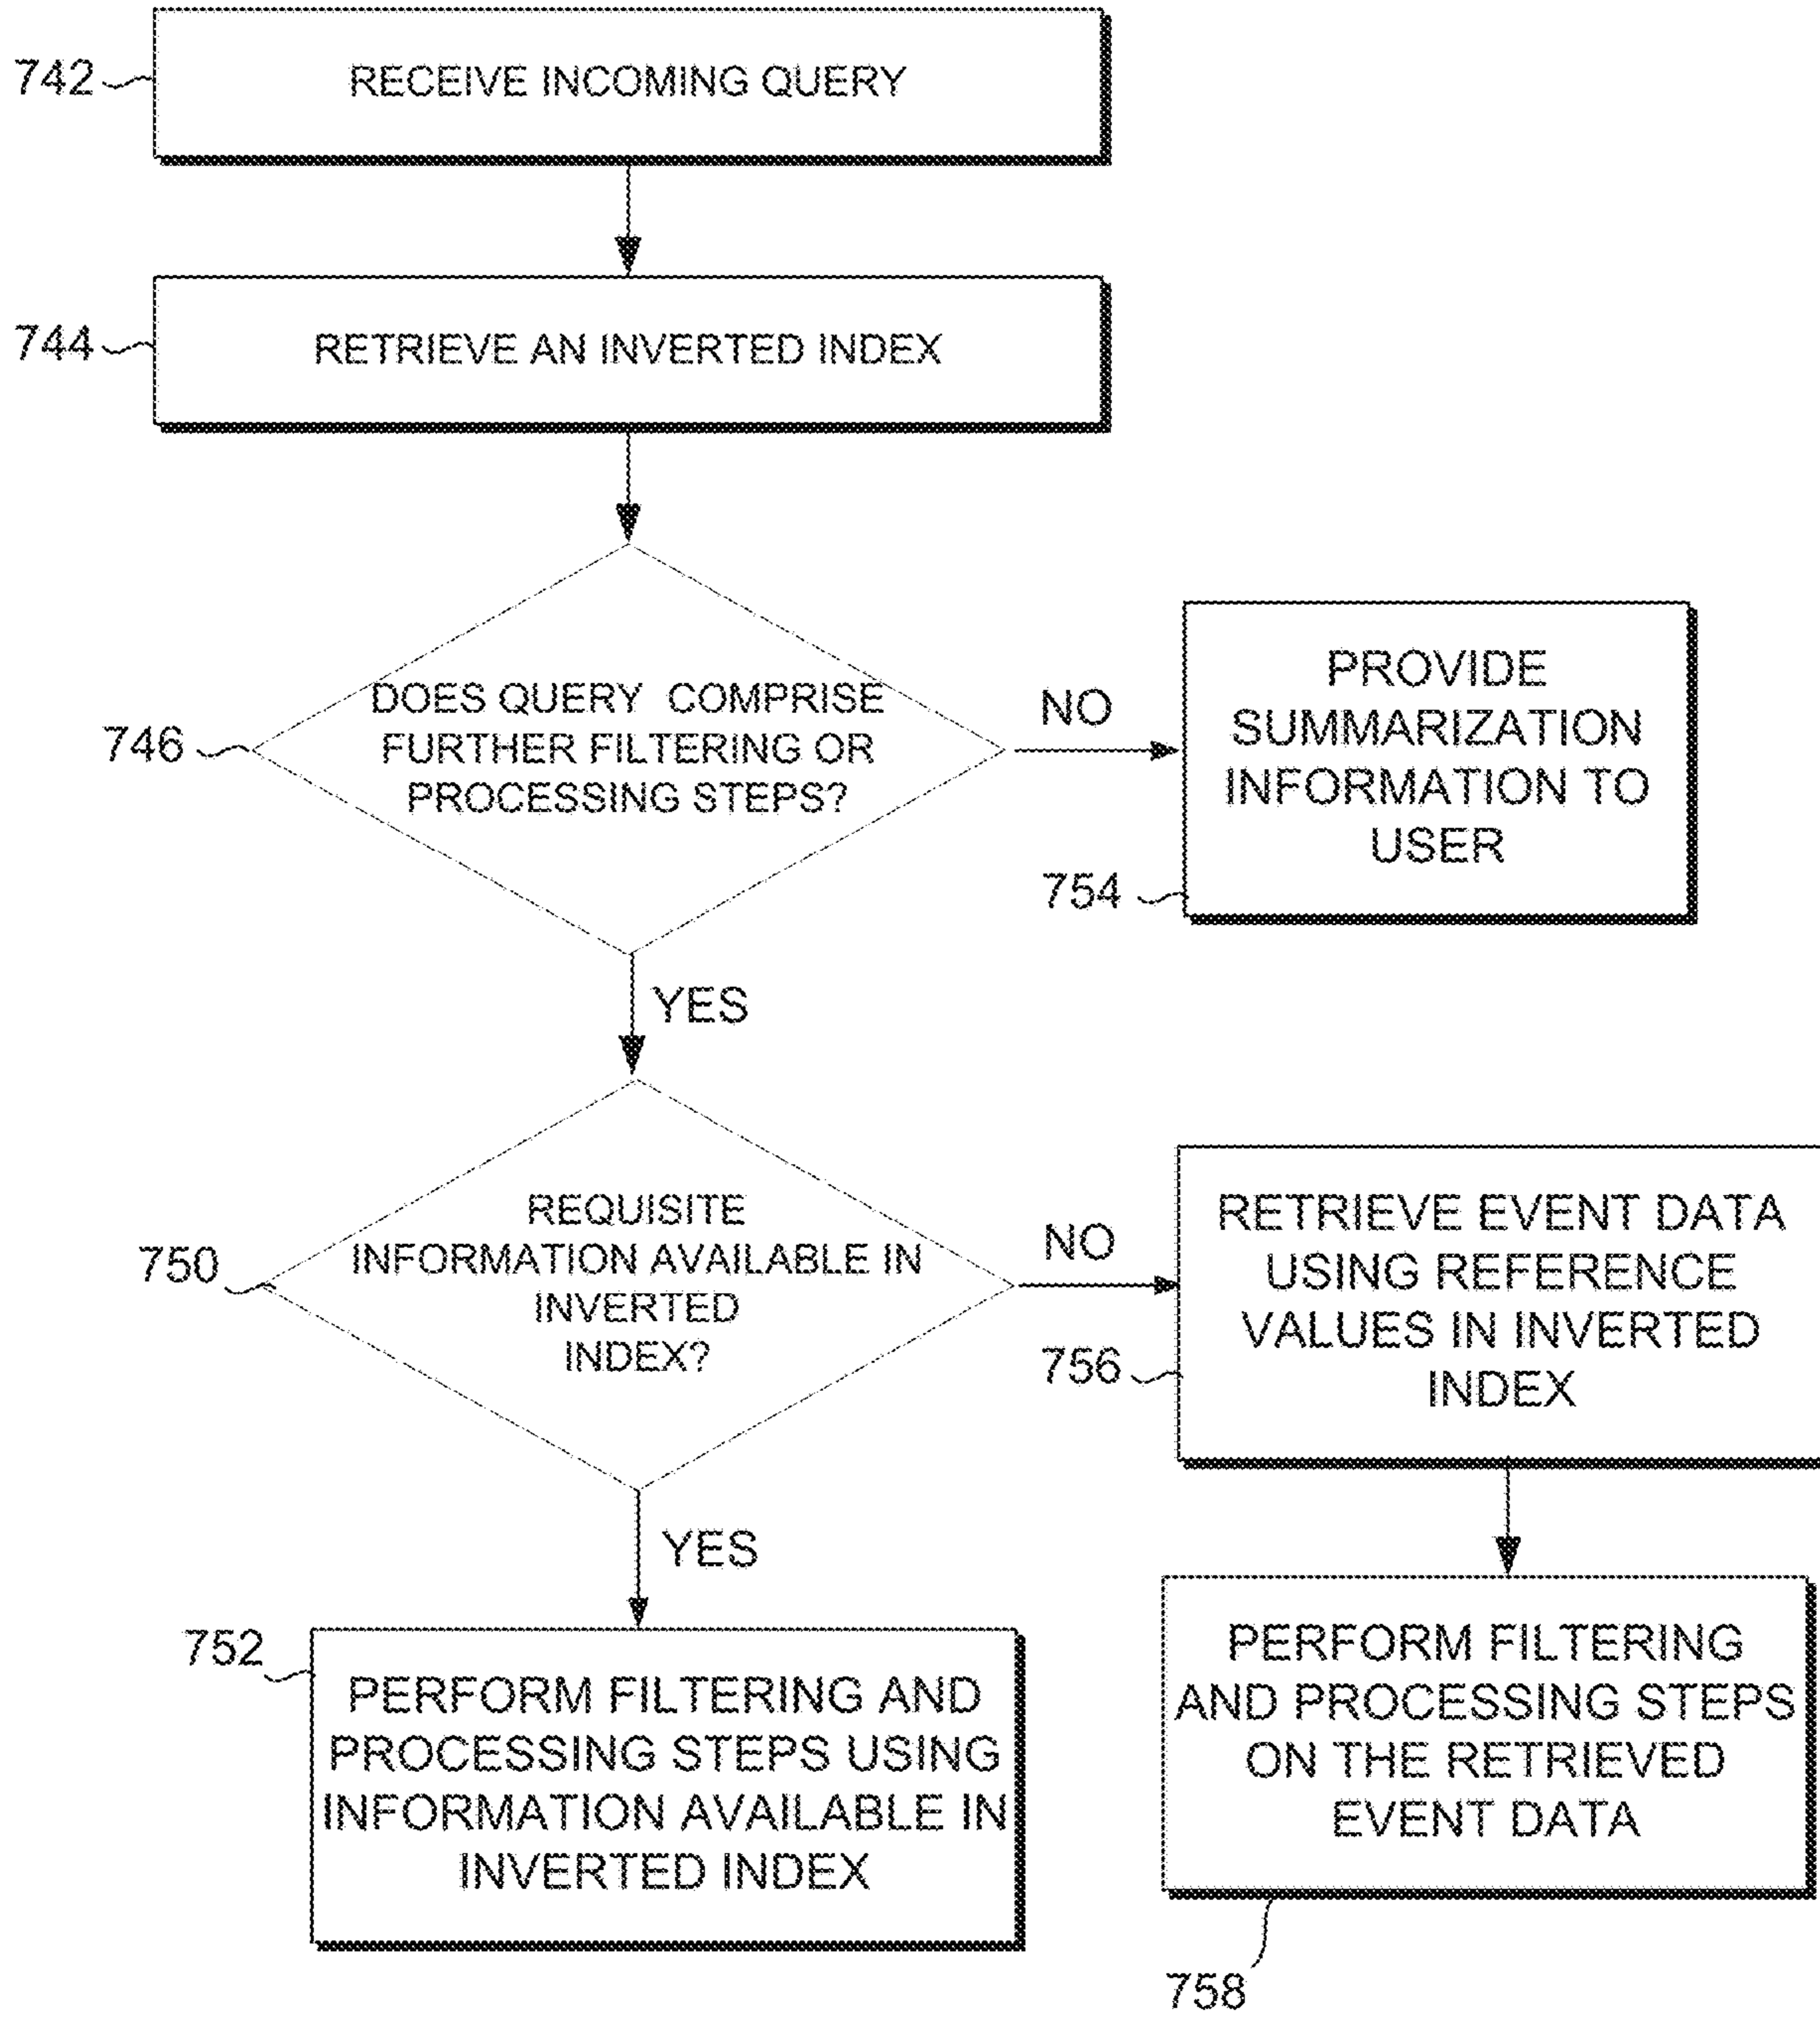 742
RECEIVE INCOMING QUERY
744
RETRIEVE AN INVERTED INDEX
746
DOES QUERY COMPRISE
FURTHER FILTERING OR
PROCESSING STEPS?
NO
PROVIDE
SUMMARIZATION
INFORMATION TO
USER
754
YES
750
REQUISITE
INFORMATION AVAILABLE IN
INVERTED
INDEX?
NO
RETRIEVE EVENT DATA
USING REFERENCE
VALUES IN INVERTED
INDEX
756
YES
752
PERFORM FILTERING AND
PROCESSING STEPS USING
INFORMATION AVAILABLE IN
INVERTED INDEX
PERFORM FILTERING
AND PROCESSING STEPS
ON THE RETRIEVED
EVENT DATA
758